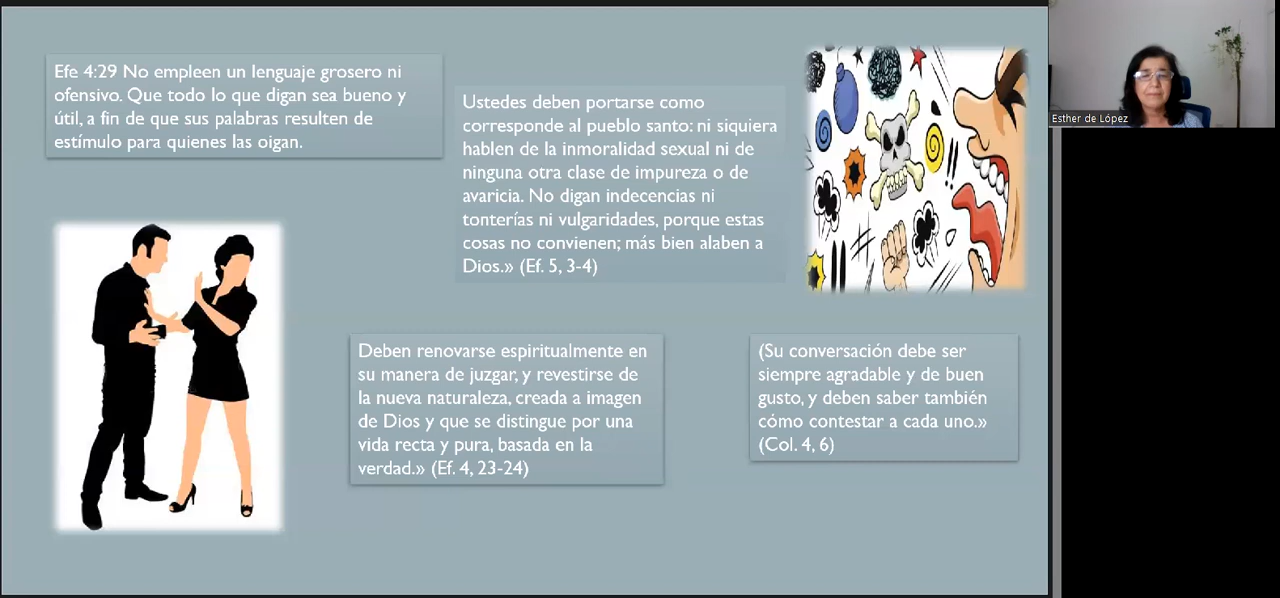 Efe 4:29 No empleen un lenguaje grosero ni
ofensivo. Que todo lo que digan sea bueno y
útil, a fin de que sus palabras resulten de
estímulo para quienes las oigan.
Ustedes deben portarse como
corresponde al pueblo santo: ni siquiera
hablen de la inmoralidad sexual ni de
ninguna otra clase de impureza o de
avaricia. No digan indecencias ni
tonterías ni vulgaridades, porque estas
cosas no convienen; más bien alaben a
Dios.» (Ef. 5, 3-4)
Deben renovarse espiritualmente en
su manera de juzgar, y revestirse de
la nueva naturaleza, creada a imagen
de Dios y que se distingue por una
vida recta y pura, basada en la
verdad.» (Ef. 4, 23-24)
(Su conversación debe ser
siempre agradable y de buen
gusto, y deben saber también
cómo contestar a cada uno.»
(Col. 4, 6)
Esther de López